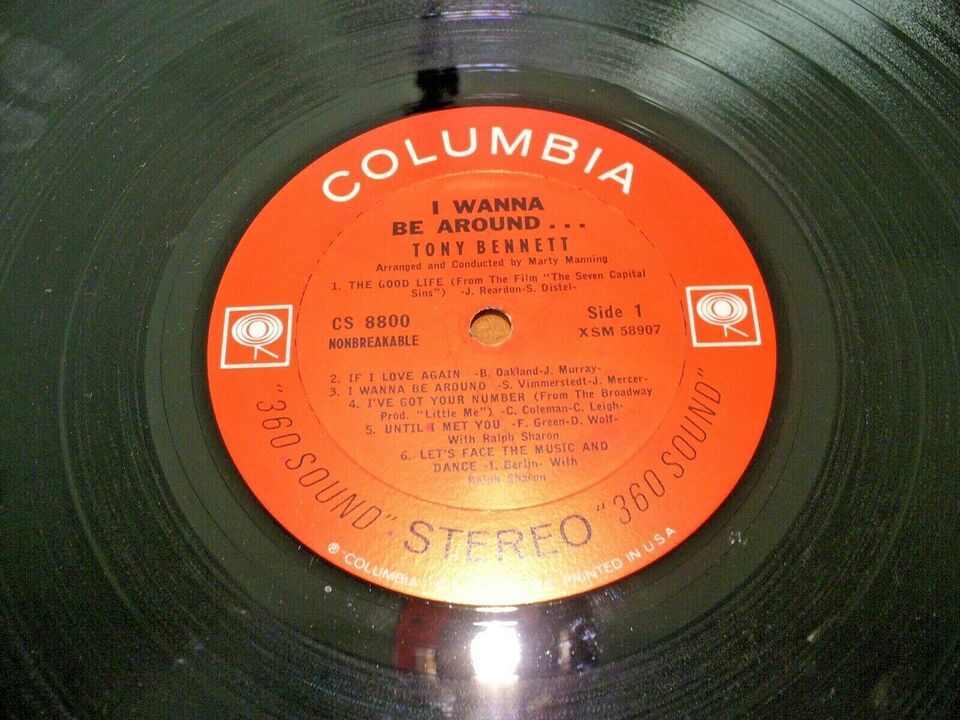 COLUMBIA
I WANNA
BE AROUND...
TONY BENNETT
Arranged and Conducted by Marty Manning
1. THE GOOD LIFE (From The Film "The Seven Capital
Sins") -J. Reardon-S. Distel-
CS 8800
NONBREAKABLE
Side 1
XSM 58907
2. IF I LOVE AGAIN -B. Oakland-J. Murray-
3. I WANNA BE AROUND -S. Vimmerstedt-J. Mercer-
4. I'VE GOT YOUR NUMBER (From The Broadway
Prod. "Little Me") -C. Coleman-C. Leigh-
5. UNTIL I MET YOU -F. Green-D. Wolf-
With Ralph Sharon
6. LET'S FACE THE MUSIC AND
DANCE -I. Berlin- With
Ralph Sharon
"360 SOUND" STEREO "360 SOUND"
® "COLUMBIA
PRINTED IN U.S.A.